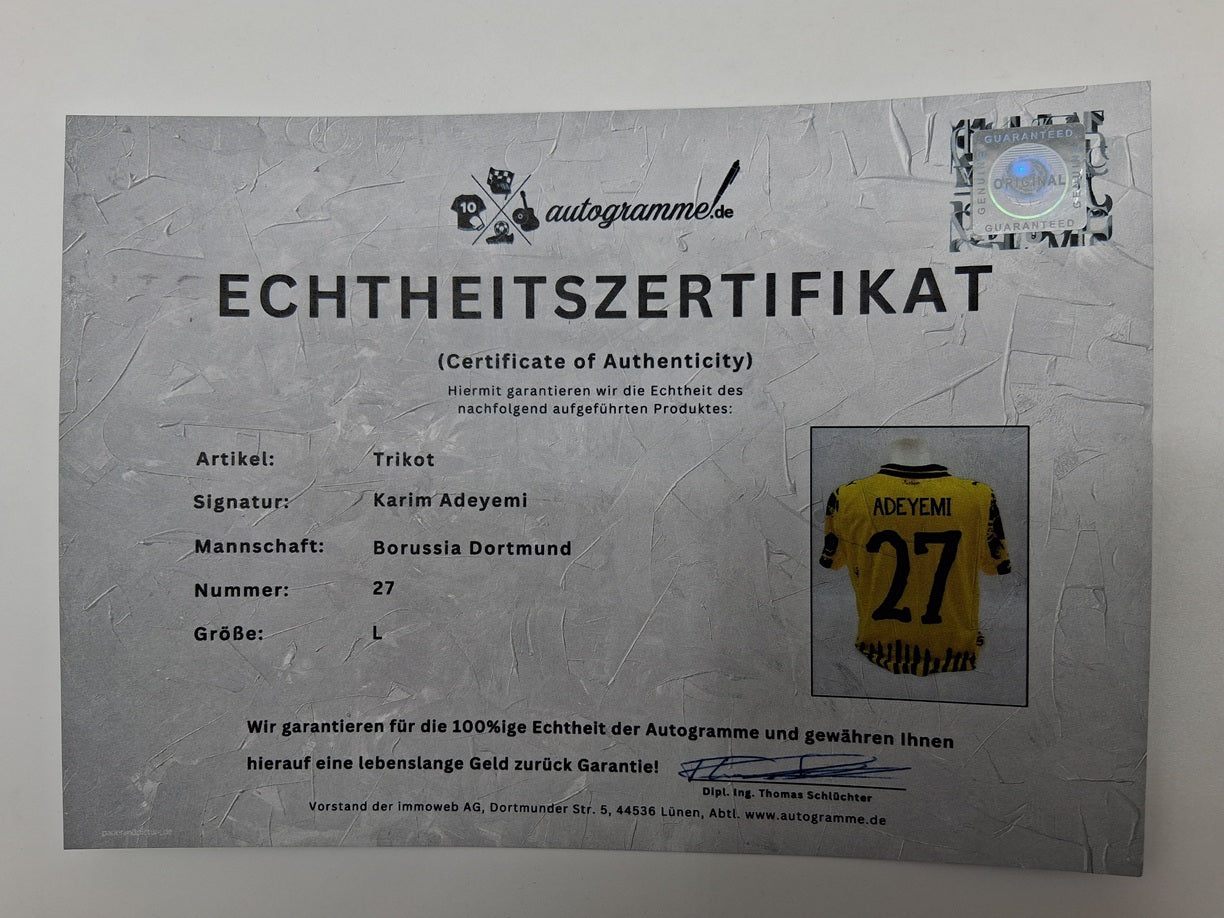 GUARANTEED
GENUINE
ORIGINAL
GENUINE
GUARANTEED
10
autogramme.de
ECHTHEITSZERTIFIKAT
(Certificate of Authenticity)
Hiermit garantieren wir die Echtheit des
nachfolgend aufgeführten Produktes:
Artikel: Trikot
Signatur: Karim Adeyemi
Mannschaft: Borussia Dortmund
Nummer: 27
Größe: L
ADEYEMI
27
Wir garantieren für die 100%ige Echtheit der Autogramme und gewähren Ihnen
hierauf eine lebenslange Geld zurück Garantie!
Dipl. Ing. Thomas Schlüchter
Vorstand der immoweb AG, Dortmunder Str. 5, 44536 Lünen, Abtl. www.autogramme.de